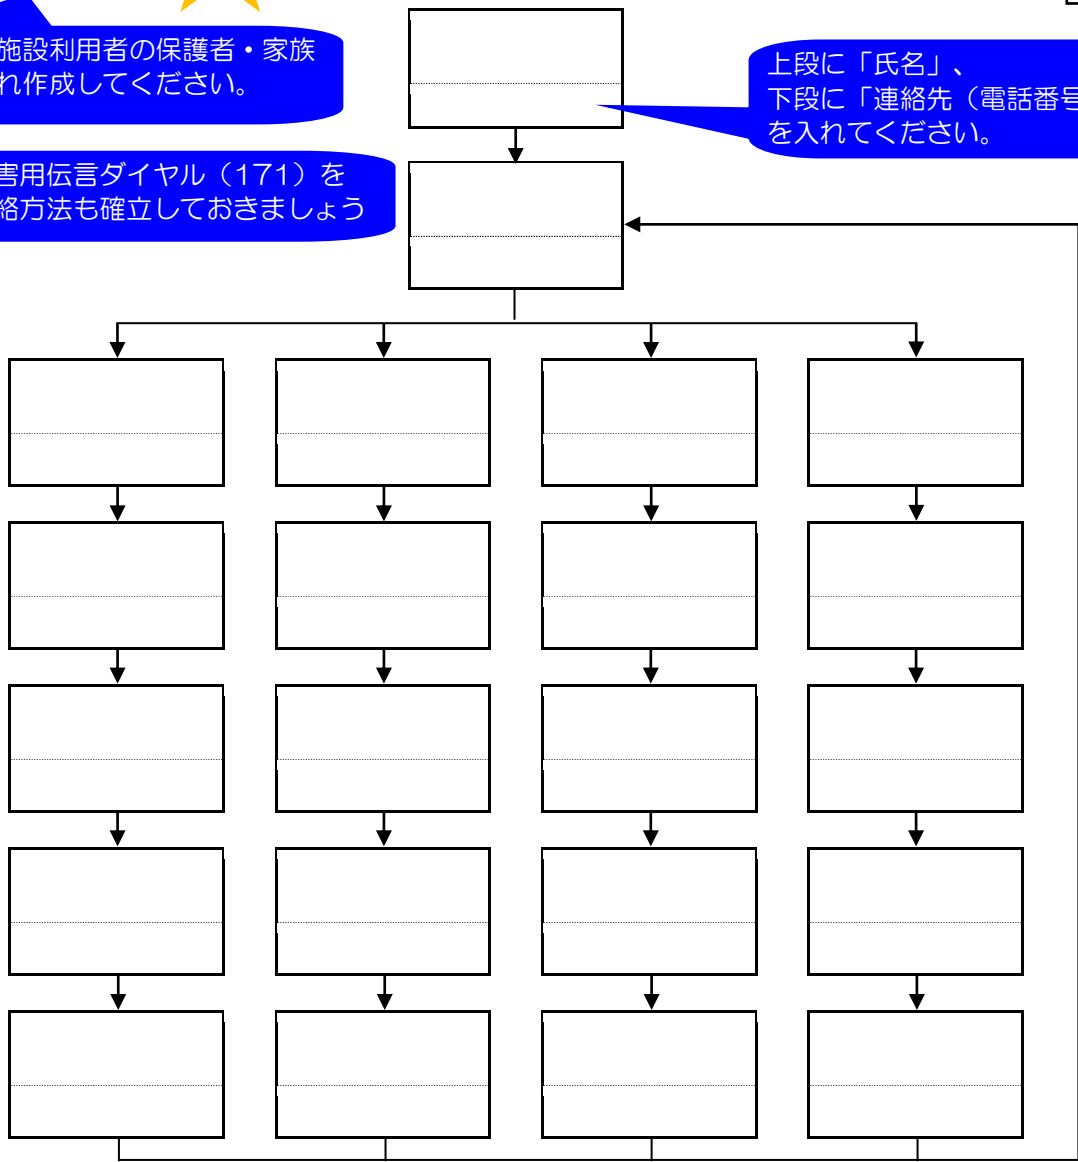 施設利用者の保護者・家族
れ作成してください。
上段に「氏名」、
下段に「連絡先（電話番号
を入れてください。
害用伝言ダイヤル（171）を
絡方法も確立しておきましょう